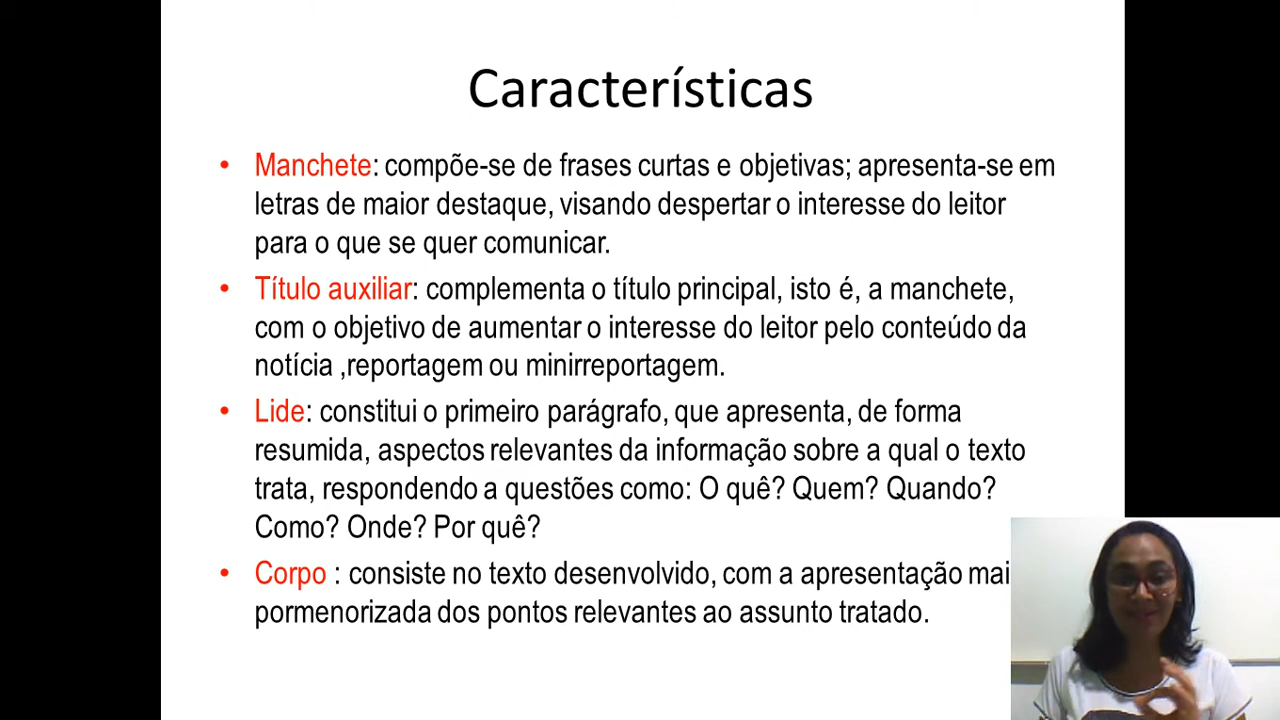 Características
• Manchete: compõe-se de frases curtas e objetivas; apresenta-se em
letras de maior destaque, visando despertar o interesse do leitor
para o que se quer comunicar.
• Título auxiliar: complementa o título principal, isto é, a manchete,
com o objetivo de aumentar o interesse do leitor pelo conteúdo da
notícia ,reportagem ou minirreportagem.
• Lide: constitui o primeiro parágrafo, que apresenta, de forma
resumida, aspectos relevantes da informação sobre a qual o texto
trata, respondendo a questões como: O quê? Quem? Quando?
Como? Onde? Por quê?
• Corpo : consiste no texto desenvolvido, com a apresentação mai
pormenorizada dos pontos relevantes ao assunto tratado.